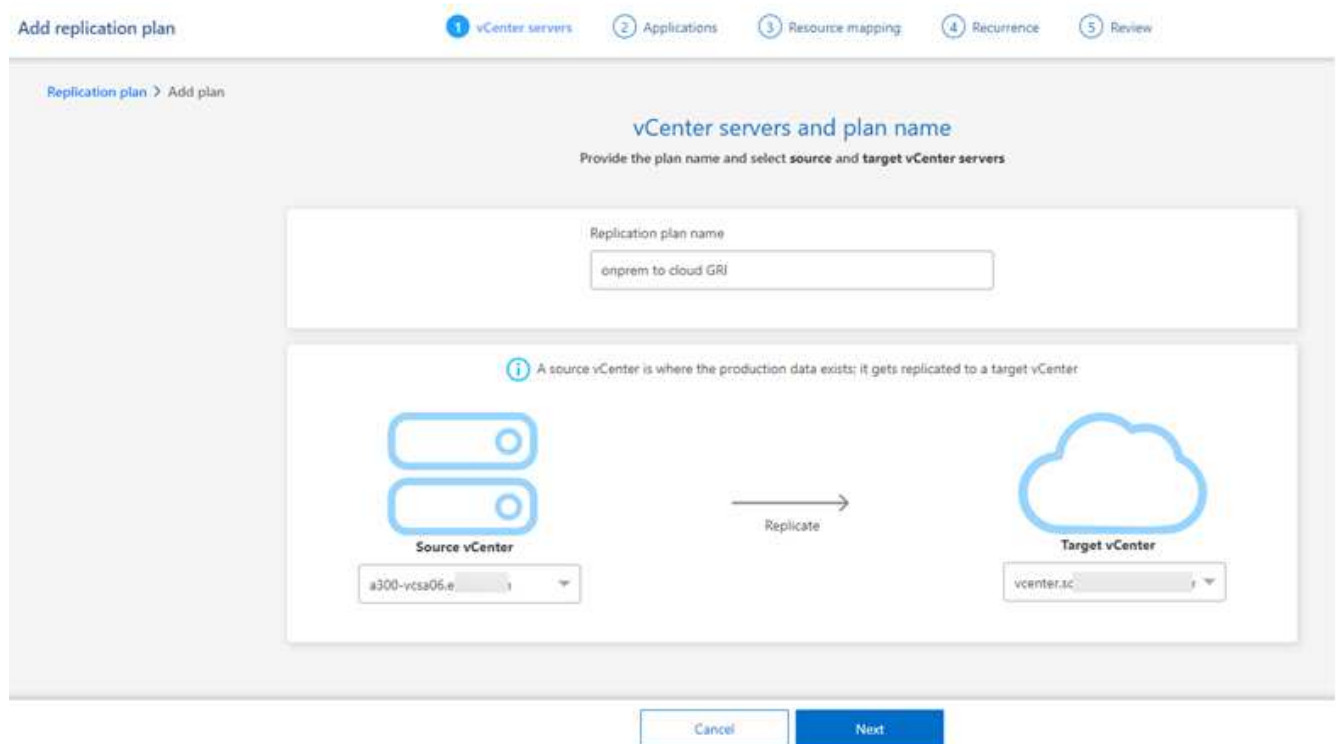 Add replication plan
1 vCenter servers
2 Applications
3 Resource mapping
4 Recurrence
5 Review
Replication plan > Add plan
vCenter servers and plan name
Provide the plan name and select source and target vCenter servers
Replication plan name
onprem to cloud GRI
i A source vCenter is where the production data exists; it gets replicated to a target vCenter
Replicate
Source vCenter
Target vCenter
a300-vcsa06.e
vcenter.sc
Cancel
Next